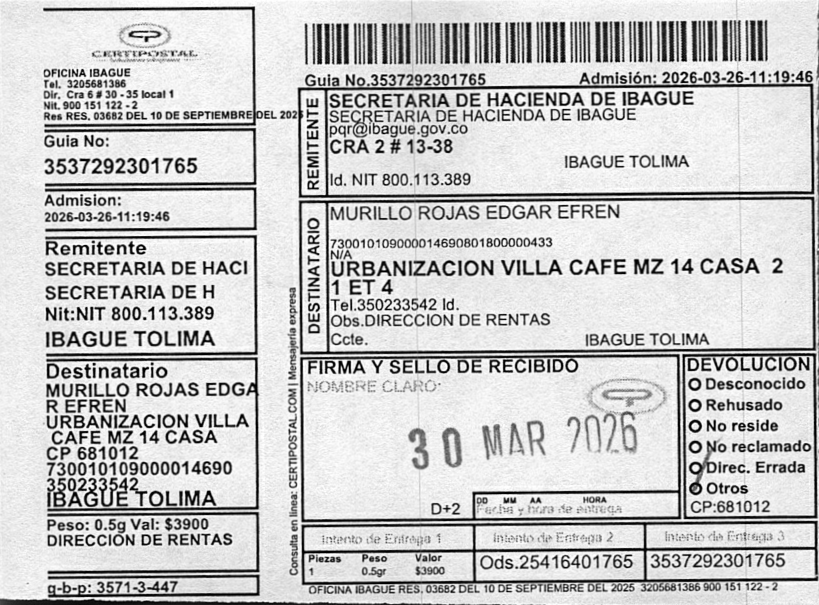 CERTIPOSTAL
OFICINA IBAGUE
Tel. 3205681386
Dir. Cra 6 # 30 - 35 local 1
Nit. 900 151 122 - 2
Res RES, 03682 DEL 10 DE SEPTIEMBRE DEL 2025
Guia No:
3537292301765
Admision:
2026-03-26-11:19:46
Remitente
SECRETARIA DE HACI
SECRETARIA DE H
Nit:NIT 800.113.389
IBAGUE TOLIMA
Destinatario
MURILLO ROJAS EDGA
R EFREN
URBANIZACION VILLA
CAFE MZ 14 CASA
CP 681012
730010109000014690
350233542
IBAGUE TOLIMA
Peso: 0.5g Val: $3900
DIRECCION DE RENTAS
q-b-p: 3571-3-447
Consulta en linea: CERTIPOSTAL.COM | Mensajería expresa
Guia No.3537292301765 Admisión: 2026-03-26-11:19:46
REMITENTE
SECRETARIA DE HACIENDA DE IBAGUE
SECRETARIA DE HACIENDA DE IBAGUE
pqr@ibague.gov.co
CRA 2 # 13-38
IBAGUE TOLIMA
Id. NIT 800.113.389
DESTINATARIO
MURILLO ROJAS EDGAR EFREN
730010109000014690801800000433
N/A
URBANIZACION VILLA CAFE MZ 14 CASA 2
1 ET 4
Tel.350233542 Id.
Obs.DIRECCION DE RENTAS
Ccte. IBAGUE TOLIMA
FIRMA Y SELLO DE RECIBIDO
NOMBRE CLARO:
30 MAR 2026
D+2
DD MM AA HORA
Fecha y hora de entrega
DEVOLUCIÓN
Desconocido
Rehusado
No reside
No reclamado
Direc. Errada
Otros
CP:681012
Intento de Entrega 1 Intento de Entrega 2 Intento de Entrega 3
Piezas Peso Valor
1 0.5gr $3900
Ods.25416401765
3537292301765
OFICINA IBAGUE RES, 03682 DEL 10 DE SEPTIEMBRE DEL 2025 3205681386 900 151 122 - 2